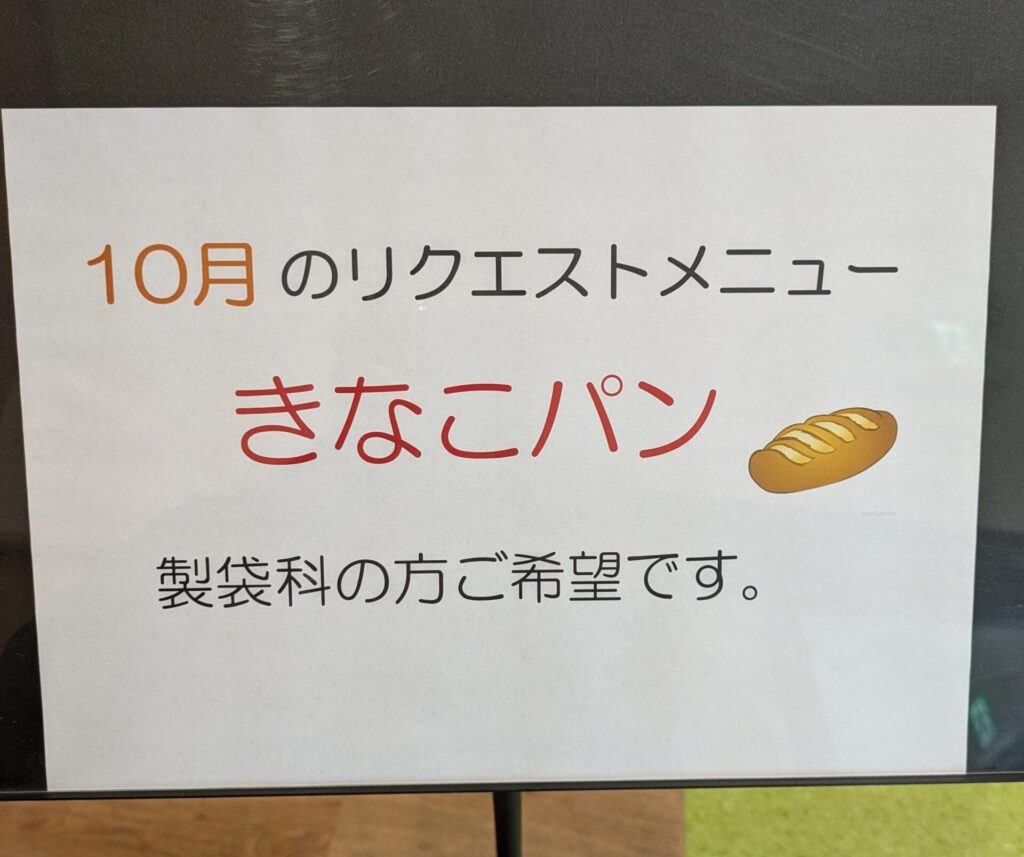 10月のリクエストメニュー
きなこパン
製袋科の方ご希望です。